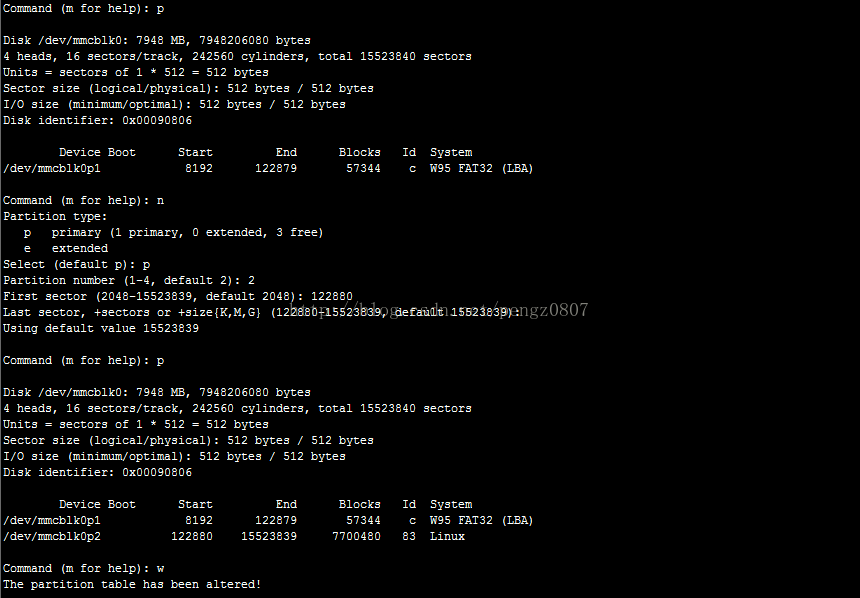 Command (m for help): p
Disk /dev/mmcblk0: 7948 MB, 7948206080 bytes
4 heads, 16 sectors/track, 242560 cylinders, total 15523840 sectors
Units = sectors of 1 * 512 = 512 bytes
Sector size (logical/physical): 512 bytes / 512 bytes
I/O size (minimum/optimal): 512 bytes / 512 bytes
Disk identifier: 0x00090806
Device Boot Start End Blocks Id System
/dev/mmcblk0p1 8192 122879 57344 c W95 FAT32 (LBA)
Command (m for help): n
Partition type:
p primary (1 primary, 0 extended, 3 free)
e extended
Select (default p): p
Partition number (1-4, default 2): 2
First sector (2048-15523839, default 2048): 122880
Last sector, +sectors or +size{K,M,G} (122880-15523839, default 15523839):
http://blog.csdn.net/pengz0807
Using default value 15523839
Command (m for help): p
Disk /dev/mmcblk0: 7948 MB, 7948206080 bytes
4 heads, 16 sectors/track, 242560 cylinders, total 15523840 sectors
Units = sectors of 1 * 512 = 512 bytes
Sector size (logical/physical): 512 bytes / 512 bytes
I/O size (minimum/optimal): 512 bytes / 512 bytes
Disk identifier: 0x00090806
Device Boot Start End Blocks Id System
/dev/mmcblk0p1 8192 122879 57344 c W95 FAT32 (LBA)
/dev/mmcblk0p2 122880 15523839 7700480 83 Linux
Command (m for help): w
The partition table has been altered!